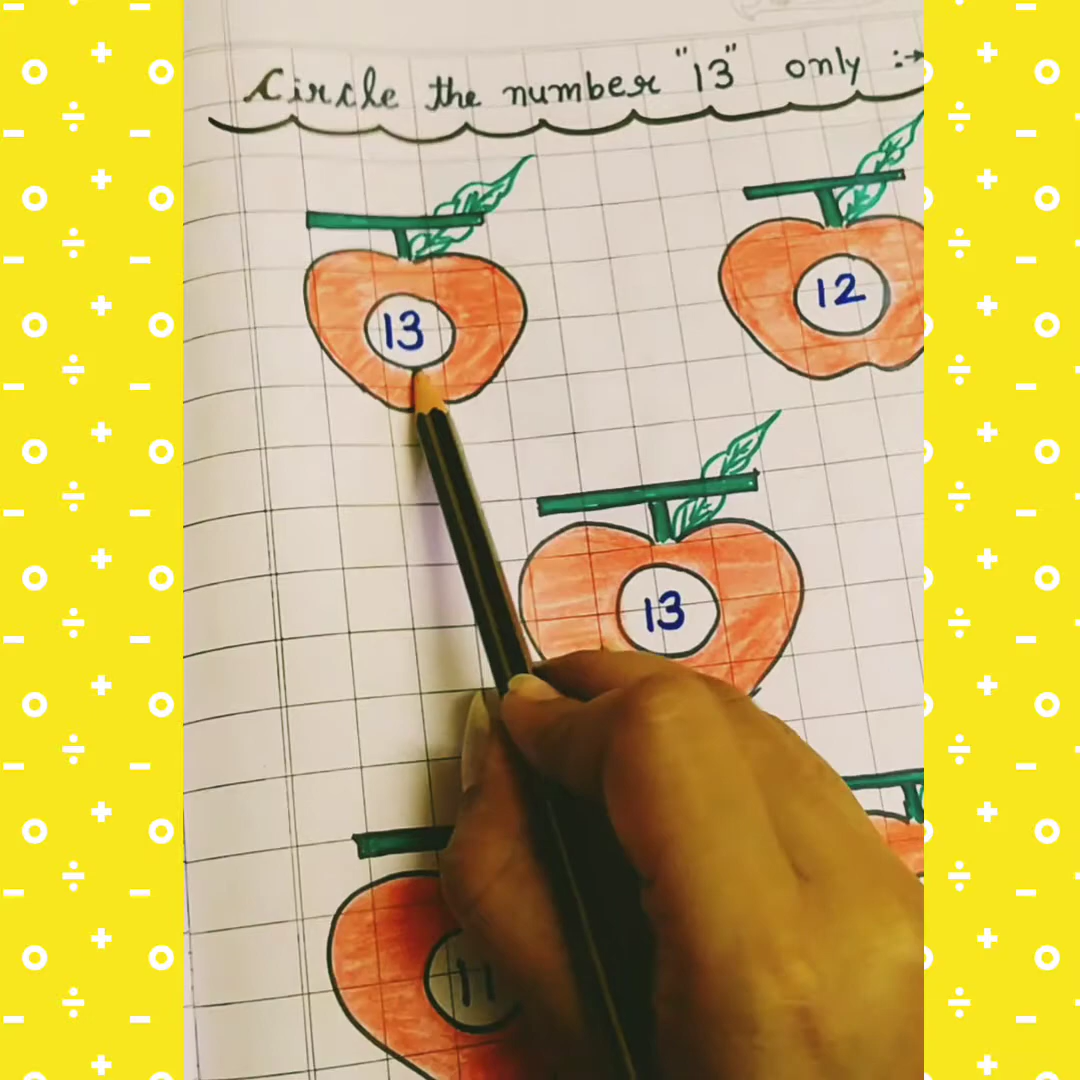 Circle the number "13" only :→
13
12
13
11